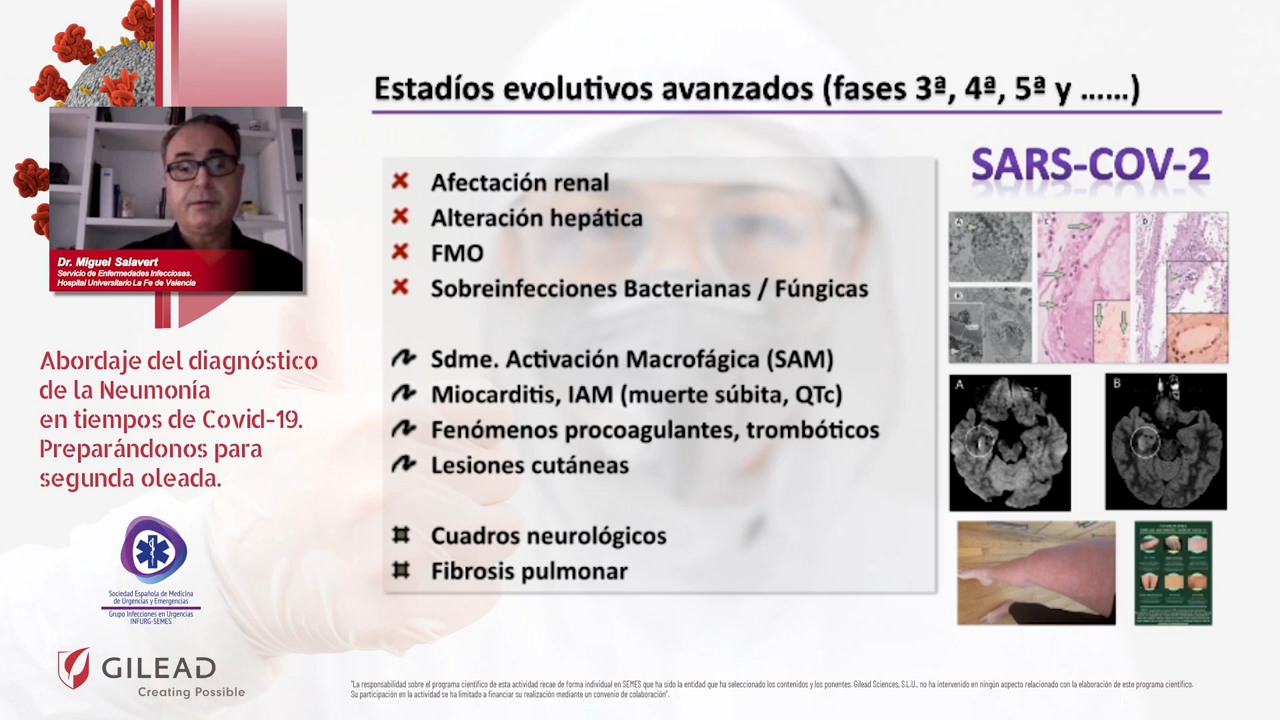 Estadíos evolutivos avanzados (fases 3ª, 4ª, 5ª y ……)
SARS-COV-2
Afectación renal
Alteración hepática
FMO
Sobreinfecciones Bacterianas / Fúngicas
Sdme. Activación Macrofágica (SAM)
Miocarditis, IAM (muerte súbita, QTc)
Fenómenos procoagulantes, trombóticos
Lesiones cutáneas
Cuadros neurológicos
Fibrosis pulmonar
A
C
D
A
B
Dr. Miguel Salavert
Servicio de Enfermedades Infecciosas.
Hospital Universitario La Fe de Valencia
Abordaje del diagnóstico
de la Neumonía
en tiempos de Covid-19.
Preparándonos para
segunda oleada.
Sociedad Española de Medicina
de Urgencias y Emergencias
Grupo Infecciones en Urgencias
INFURG-SEMES
GILEAD
Creating Possible
"La responsabilidad sobre el programa científico de esta actividad recae de forma individual en SEMES que ha sido la entidad que ha seleccionado los contenidos y los ponentes. Gilead Sciences, S.L.U., no ha intervenido en ningún aspecto relacionado con la elaboración de este programa científico.
Su participación en la actividad se ha limitado a financiar su realización mediante un convenio de colaboración".